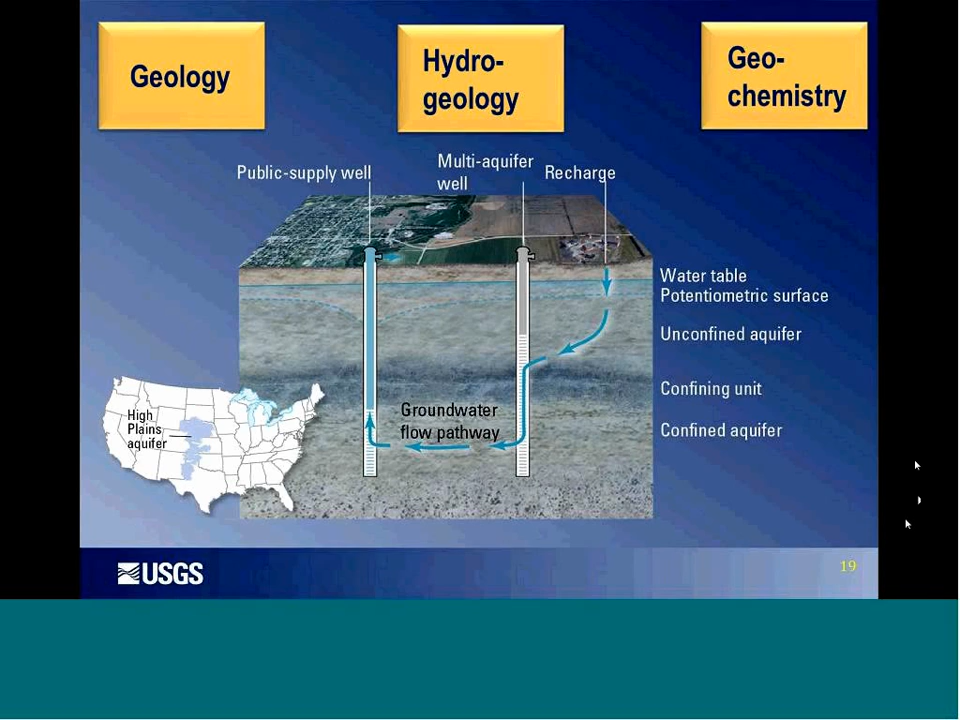 Geology
Hydro-
geology
Geo-
chemistry
Public-supply well
Multi-aquifer
well
Recharge
Water table
Potentiometric surface
Unconfined aquifer
Confining unit
Confined aquifer
High
Plains
aquifer
Groundwater
flow pathway
USGS
19